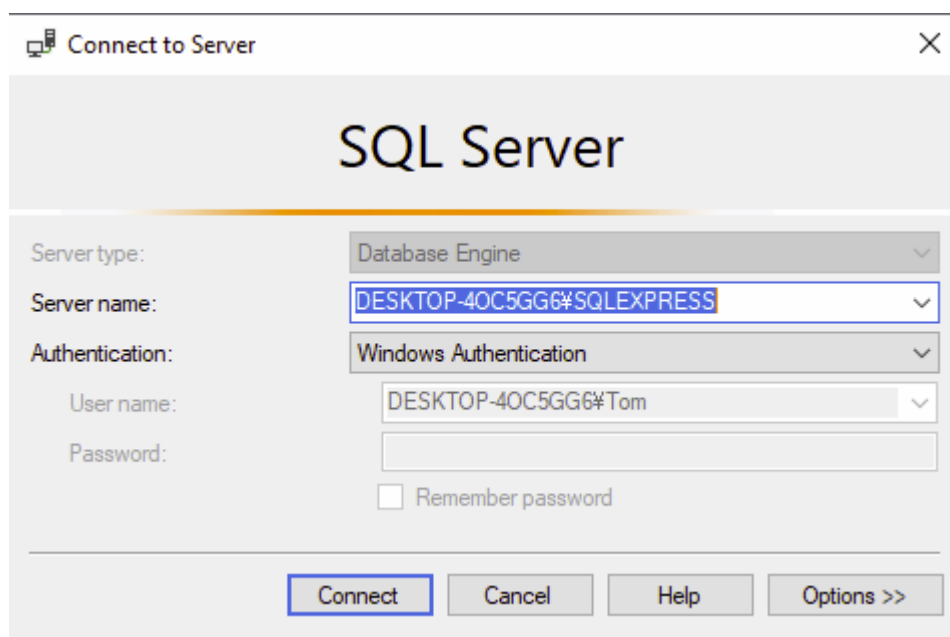 Connect to Server
SQL Server
Server type: Database Engine
Server name: DESKTOP-4OC5GG6¥SQLEXPRESS
Authentication: Windows Authentication
User name: DESKTOP-4OC5GG6¥Tom
Password:
Remember password
Connect Cancel Help Options >>